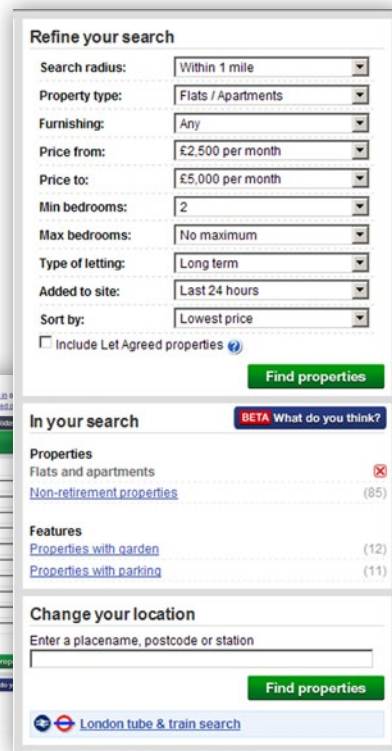 Refine your search
Search radius: Within 1 mile
Property type: Flats / Apartments
Furnishing: Any
Price from: £2,500 per month
Price to: £5,000 per month
Min bedrooms: 2
Max bedrooms: No maximum
Type of letting: Long term
Added to site: Last 24 hours
Sort by: Lowest price
Include Let Agreed properties ?
Find properties
In your search BETA What do you think?
Properties
Flats and apartments
Non-retirement properties (85)
Features
Properties with garden (12)
Properties with parking (11)
Change your location
Enter a placename, postcode or station
Find properties
London tube & train search